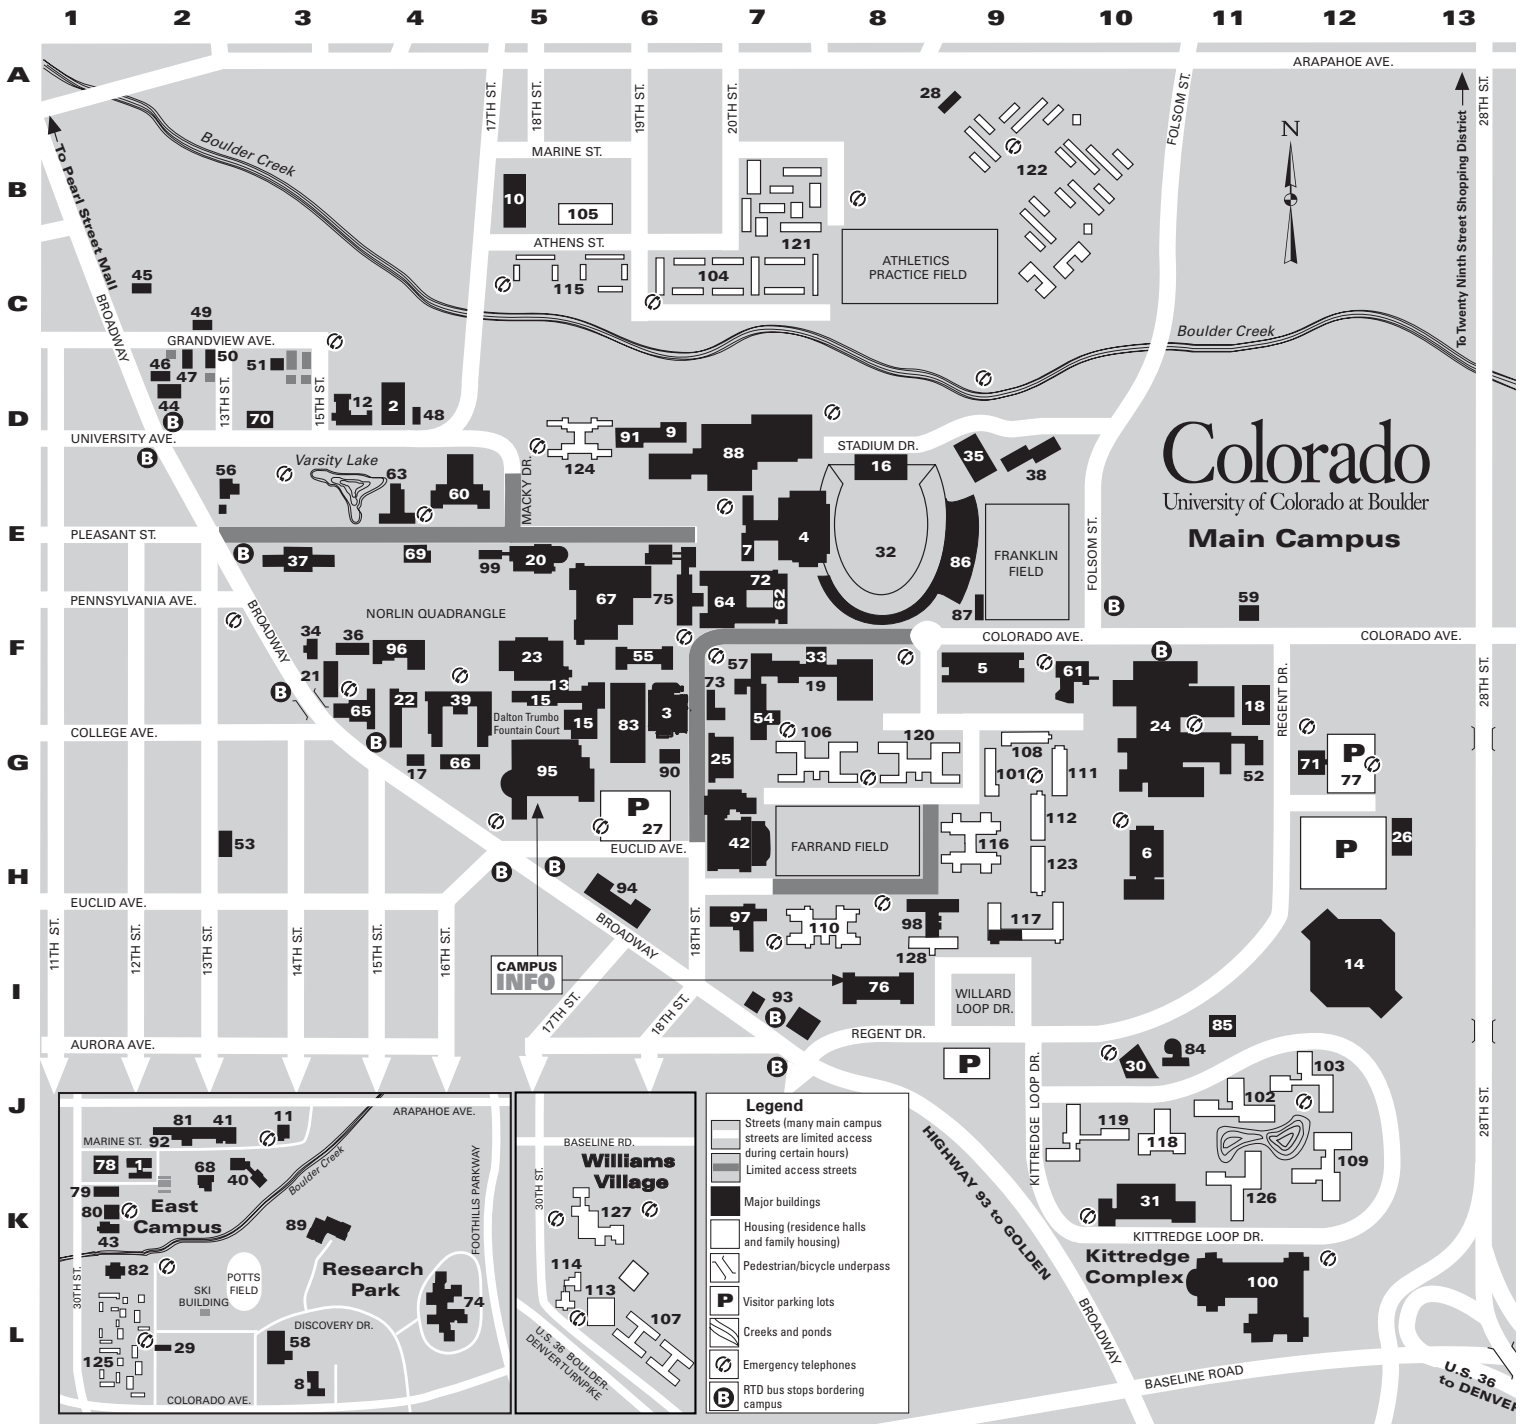 1 2 3 4 5 6 7 8 9 10 11 12 13
A
ARAPAHOE AVE.
17TH ST.
18TH ST.
19TH ST.
20TH ST.
FOLSOM ST.
28TH ST.
28
122
To Twenty Ninth Street Shopping District
N
To Pearl Street Mall
Boulder Creek
MARINE ST.
B
10
105
ATHENS ST.
121
ATHLETICS
PRACTICE FIELD
104
115
C
45
BROADWAY
49
GRANDVIEW AVE.
Boulder Creek
46
47
50
51
44
B
13TH ST.
15TH ST.
70
12
2
48
D
UNIVERSITY AVE.
B
124
91
9
88
STADIUM DR.
16
35
38
Colorado
University of Colorado at Boulder
Main Campus
56
Varsity Lake
63
60
MACKY DR.
E
PLEASANT ST.
B
37
69
99
20
7
4
32
86
FRANKLIN
FIELD
FOLSOM ST.
PENNSYLVANIA AVE.
NORLIN QUADRANGLE
67
75
72
64
62
87
B
59
F
BROADWAY
34
36
96
23
55
57
33
19
COLORADO AVE.
COLORADO AVE.
5
61
B
28TH ST.
21
B
65
22
39
13
15
15
Dalton Trumbo
Fountain Court
83
3
73
54
24
18
REGENT DR.
COLLEGE AVE.
B
G
17
66
95
90
25
106
120
108
101
111
52
71
P
77
53
P
27
112
EUCLID AVE.
42
FARRAND FIELD
116
123
6
P
26
H
B
B
94
EUCLID AVE.
BROADWAY
18TH ST.
97
110
98
128
117
11TH ST.
12TH ST.
13TH ST.
14TH ST.
15TH ST.
16TH ST.
CAMPUS
INFO
14
I
76
WILLARD
LOOP DR.
17TH ST.
18TH ST.
93
B
REGENT DR.
85
AURORA AVE.
B
P
30
84
KITTREDGE LOOP DR.
103
102
J
ARAPAHOE AVE.
81
41
11
MARINE ST.
92
78
1
68
40
Boulder Creek
79
80
43
East
Campus
K
89
FOOTHILLS PARKWAY
82
30TH ST.
SKI
BUILDING
POTTS
FIELD
Research
Park
74
DISCOVERY DR.
L
125
29
58
8
COLORADO AVE.
BASELINE RD.
Williams
Village
30TH ST.
127
114
113
107
U.S. 36 BOULDER-
DENVER TURNPIKE
Legend
Streets (many main campus
streets are limited access
during certain hours)
Limited access streets
Major buildings
Housing (residence halls
and family housing)
Pedestrian/bicycle underpass
P
Visitor parking lots
Creeks and ponds
Emergency telephones
B
RTD bus stops bordering
campus
HIGHWAY 93 to GOLDEN
119
118
109
126
31
28TH ST.
KITTREDGE LOOP DR.
Kittredge
Complex
100
BROADWAY
BASELINE ROAD
U.S. 36